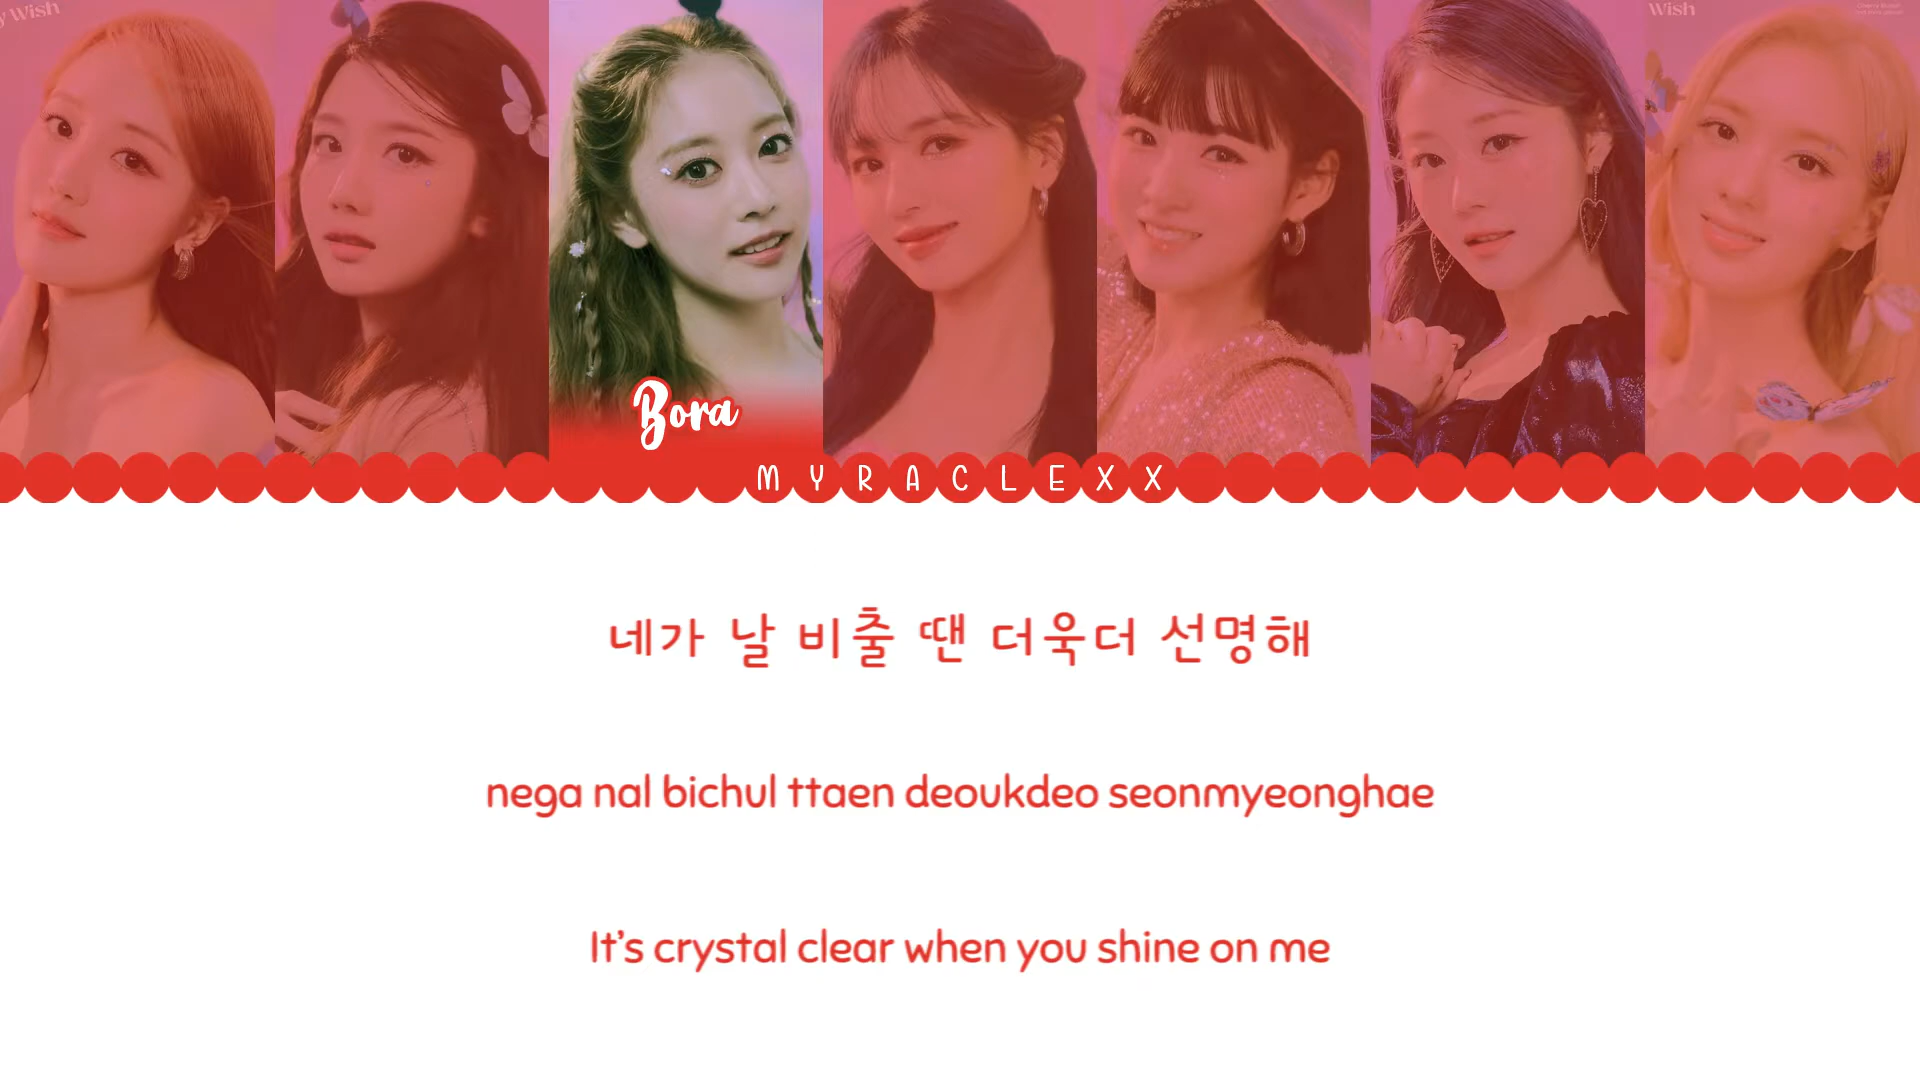 Wish
Wish
Bora
MYRACLEXX
네가 날 비출 땐 더욱더 선명해
nega nal bichul ttaen deoukdeo seonmyeonghae
It's crystal clear when you shine on me